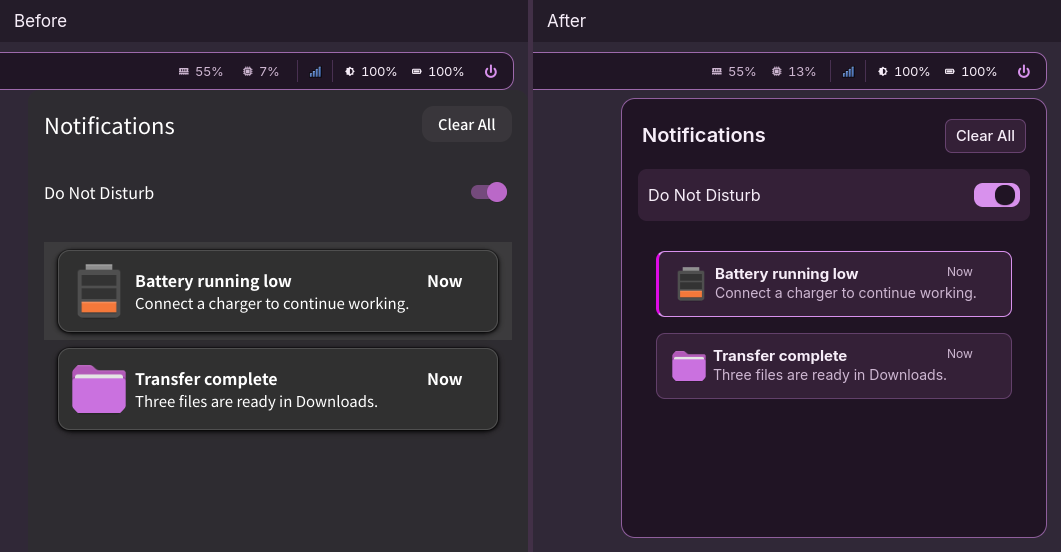 Before
55% 7% 100% 100%
Notifications
Clear All
Do Not Disturb
Battery running low Now
Connect a charger to continue working.
Transfer complete Now
Three files are ready in Downloads.
After
55% 13% 100% 100%
Notifications
Clear All
Do Not Disturb
Battery running low Now
Connect a charger to continue working.
Transfer complete Now
Three files are ready in Downloads.